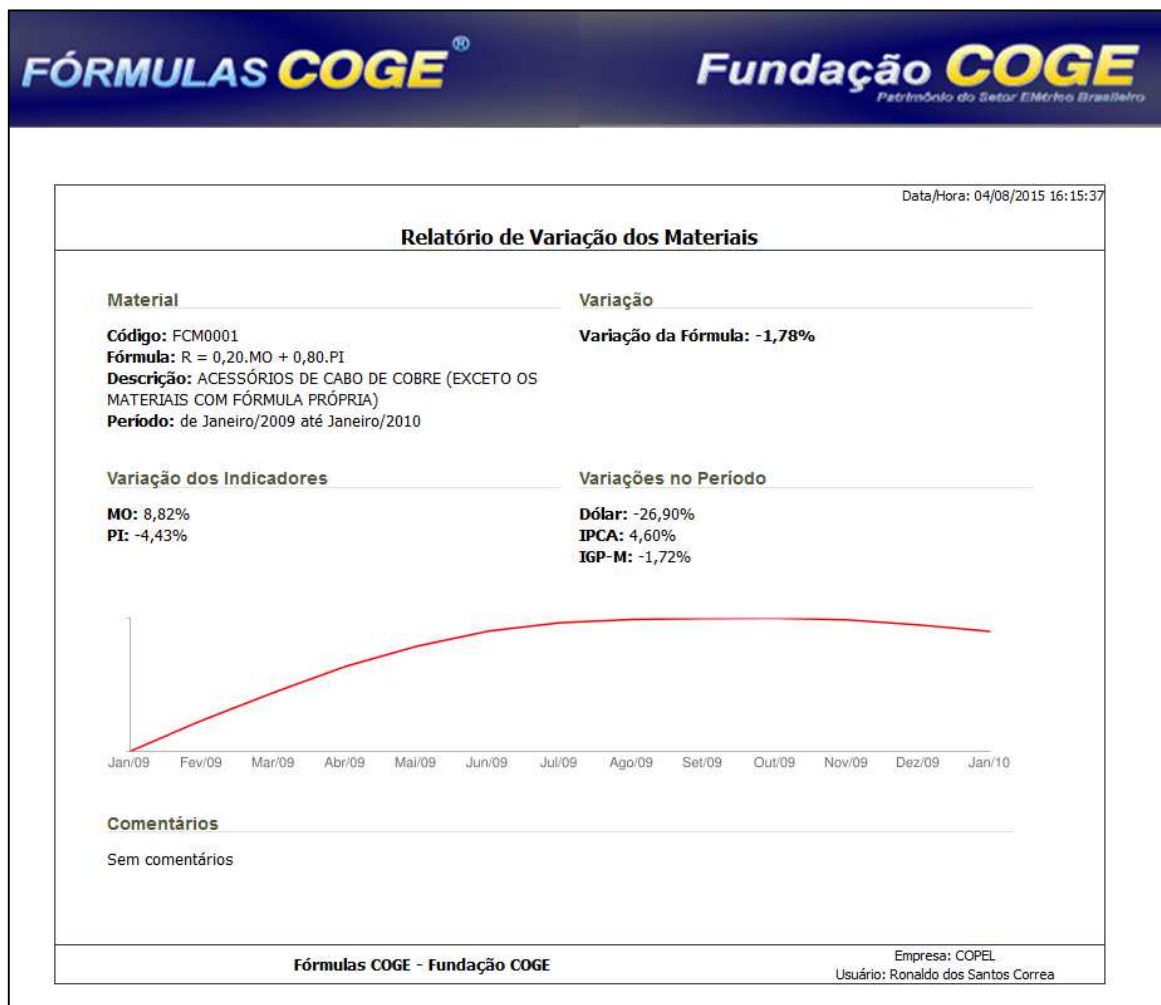 FÓRMULAS COGE®
Fundação COGE
Patrimônio do Setor Elétrico Brasileiro
Data/Hora: 04/08/2015 16:15:37
Relatório de Variação dos Materiais
Material
Código: FCM0001
Fórmula: R = 0,20.MO + 0,80.PI
Descrição: ACESSÓRIOS DE CABO DE COBRE (EXCETO OS
MATERIAIS COM FÓRMULA PRÓPRIA)
Período: de Janeiro/2009 até Janeiro/2010
Variação
Variação da Fórmula: -1,78%
Variação dos Indicadores
MO: 8,82%
PI: -4,43%
Variações no Período
Dólar: -26,90%
IPCA: 4,60%
IGP-M: -1,72%
Jan/09 Fev/09 Mar/09 Abr/09 Mai/09 Jun/09 Jul/09 Ago/09 Set/09 Out/09 Nov/09 Dez/09 Jan/10
Comentários
Sem comentários
Fórmulas COGE - Fundação COGE
Empresa: COPEL
Usuário: Ronaldo dos Santos Correa